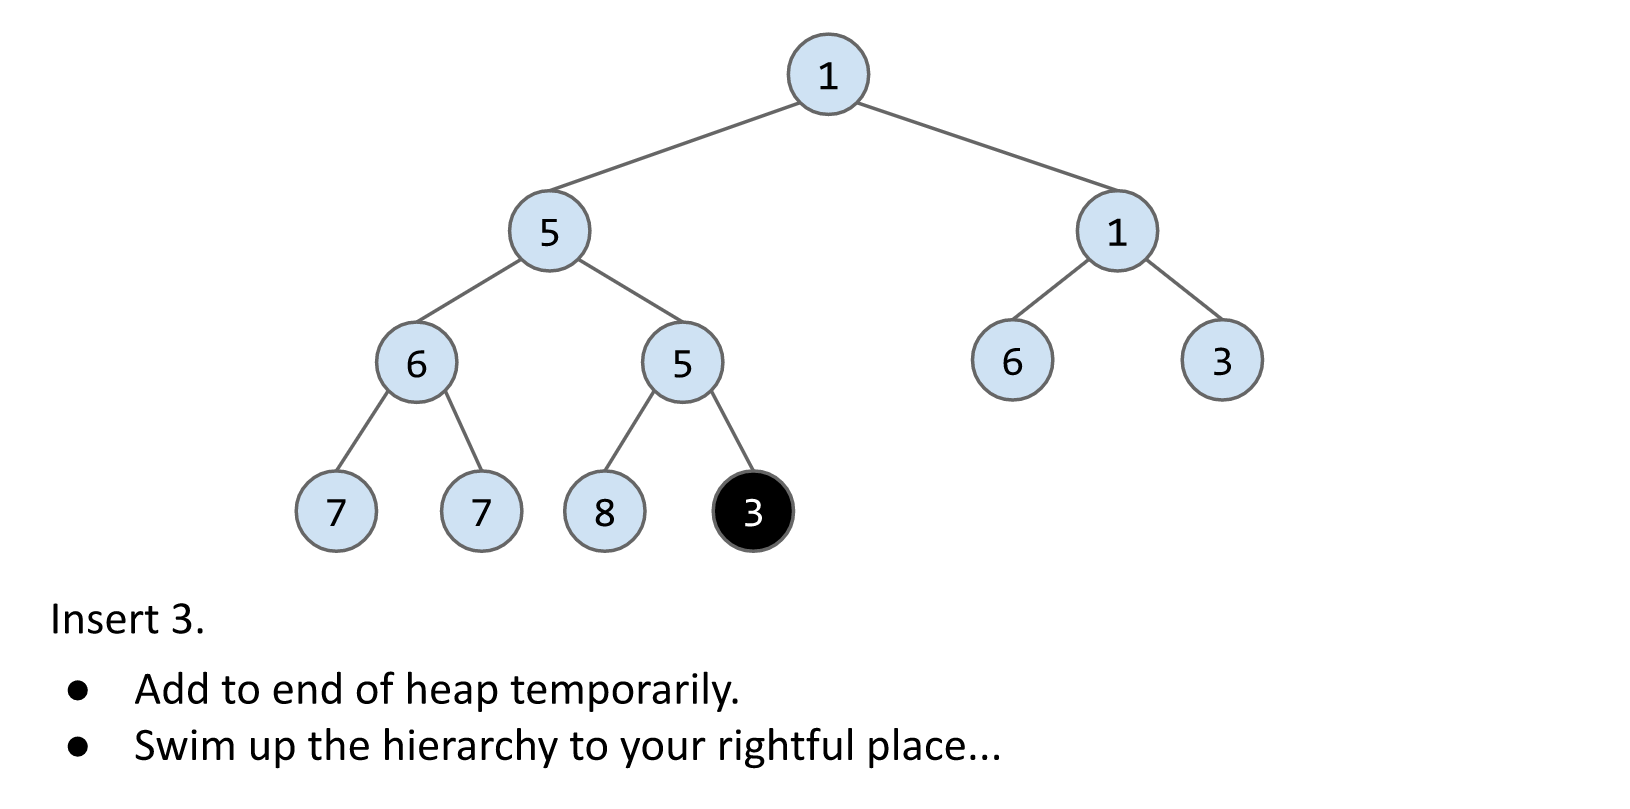 1
5 1
6 5 6 3
7 7 8 3
Insert 3.
● Add to end of heap temporarily.
● Swim up the hierarchy to your rightful place...